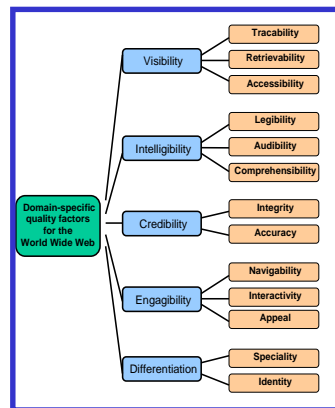 Domain-specific
quality factors
for the
World Wide Web
Visibility
Tracability
Retrievability
Accessibility
Intelligibility
Legibility
Audibility
Comprehensibility
Credibility
Integrity
Accuracy
Engagibility
Navigability
Interactivity
Appeal
Differentiation
Speciality
Identity